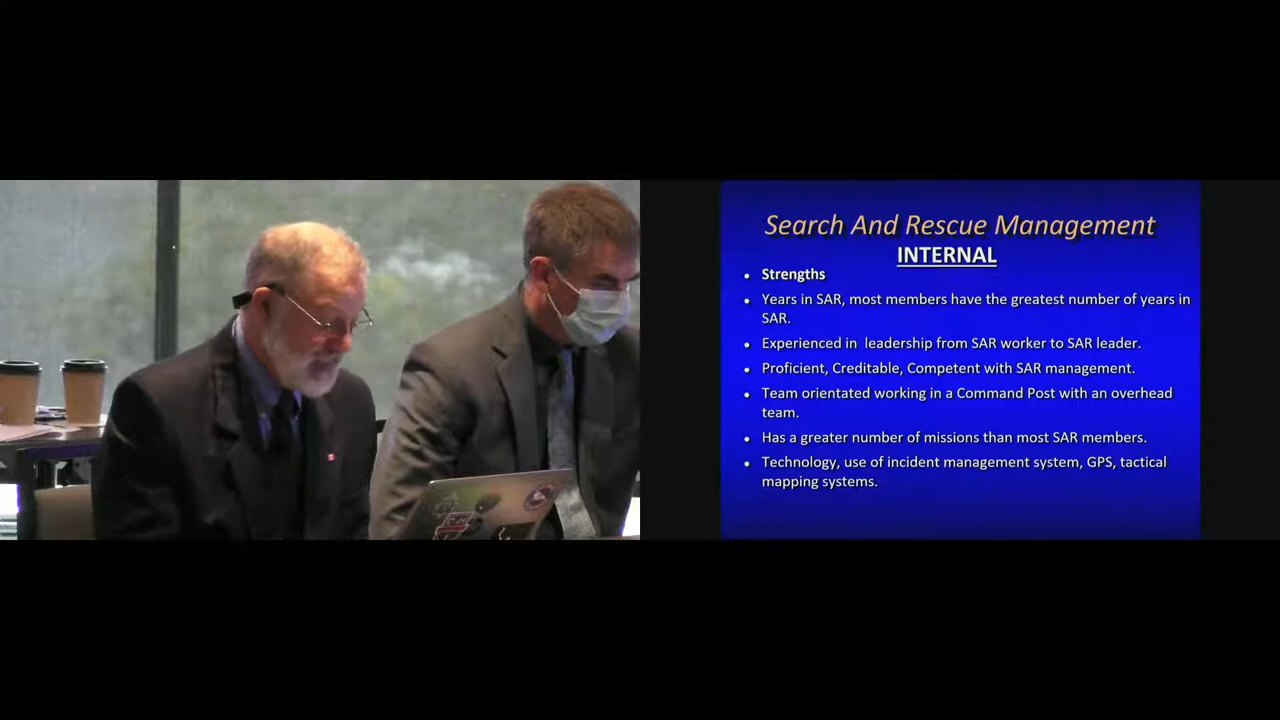 Search And Rescue Management
INTERNAL
• Strengths
• Years in SAR, most members have the greatest number of years in
SAR.
• Experienced in  leadership from SAR worker to SAR leader.
• Proficient, Creditable, Competent with SAR management.
• Team orientated working in a Command Post with an overhead
team.
• Has a greater number of missions than most SAR members.
• Technology, use of incident management system, GPS, tactical
mapping systems.